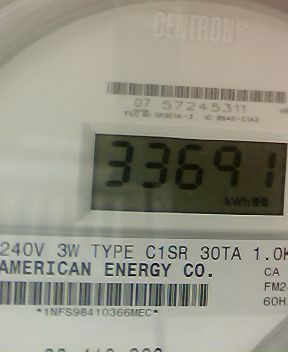 CENTRON®
07 57245311
33691
kWh
240V 3W TYPE C1SR 30TA 1.0K
AMERICAN ENERGY CO.
CA
FM2
60H
*1NFS98410366MEC*